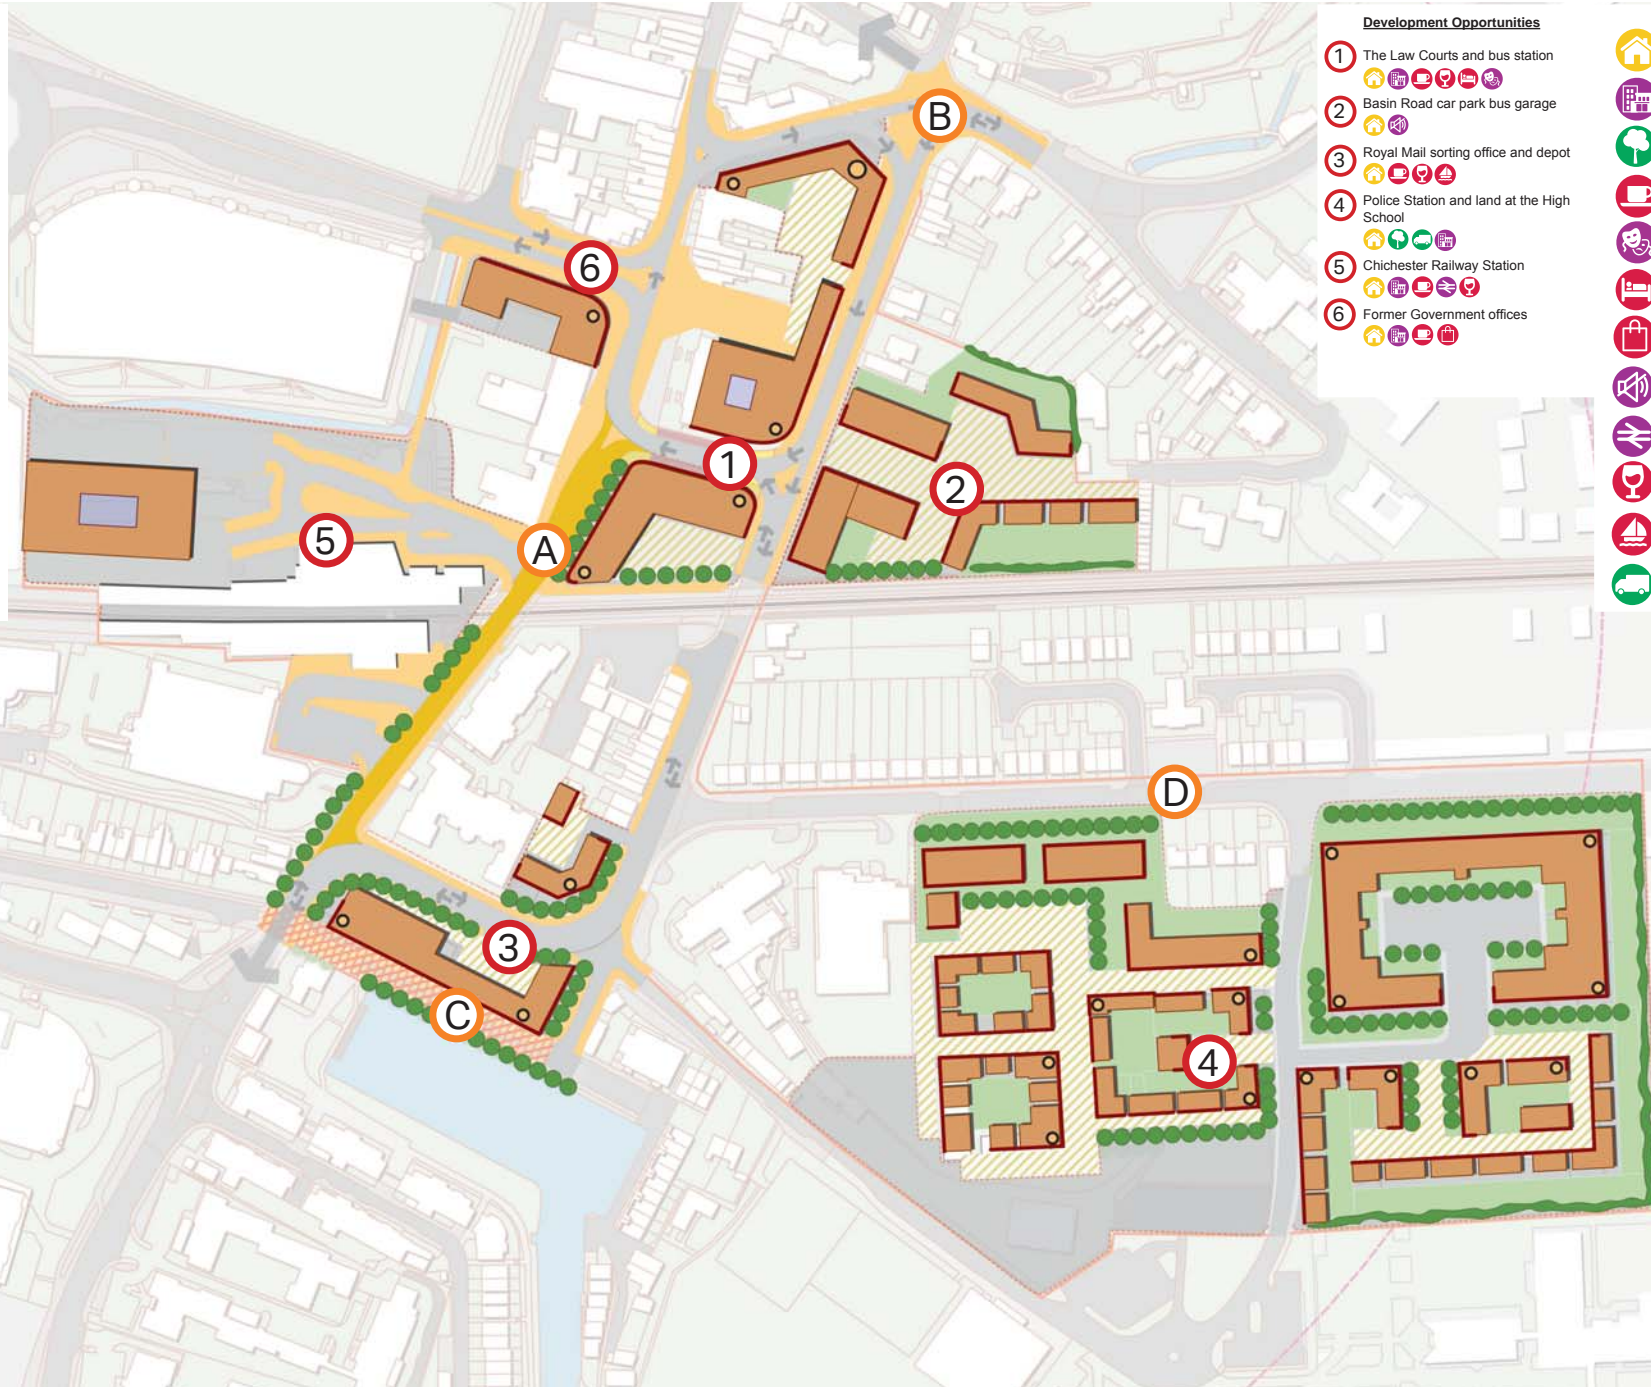 Development Opportunities
1 The Law Courts and bus station
2 Basin Road car park bus garage
3 Royal Mail sorting office and depot
4 Police Station and land at the High
School
5 Chichester Railway Station
6 Former Government offices
B
6
1
2
5
A
D
3
C
4